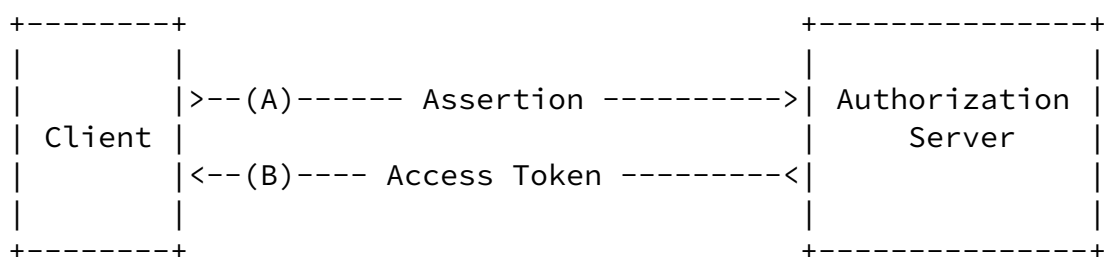 +--------+                                  +---------------+
|        |                                  |               |
|        |>--(A)------ Assertion ---------->| Authorization |
| Client |                                  |     Server    |
|        |<--(B)---- Access Token ---------<|               |
|        |                                  |               |
+--------+                                  +---------------+